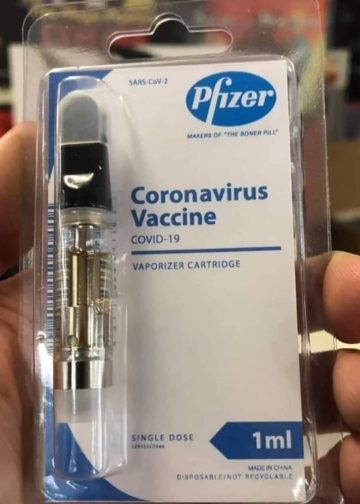 SARS-CoV-2
Pfizer
MAKERS OF "THE BONER PILL"
Coronavirus
Vaccine
COVID-19
VAPORIZER CARTRIDGE
SINGLE DOSE
1ml
MADE IN CHINA
DISPOSABLE/NOT RECYCLABLE